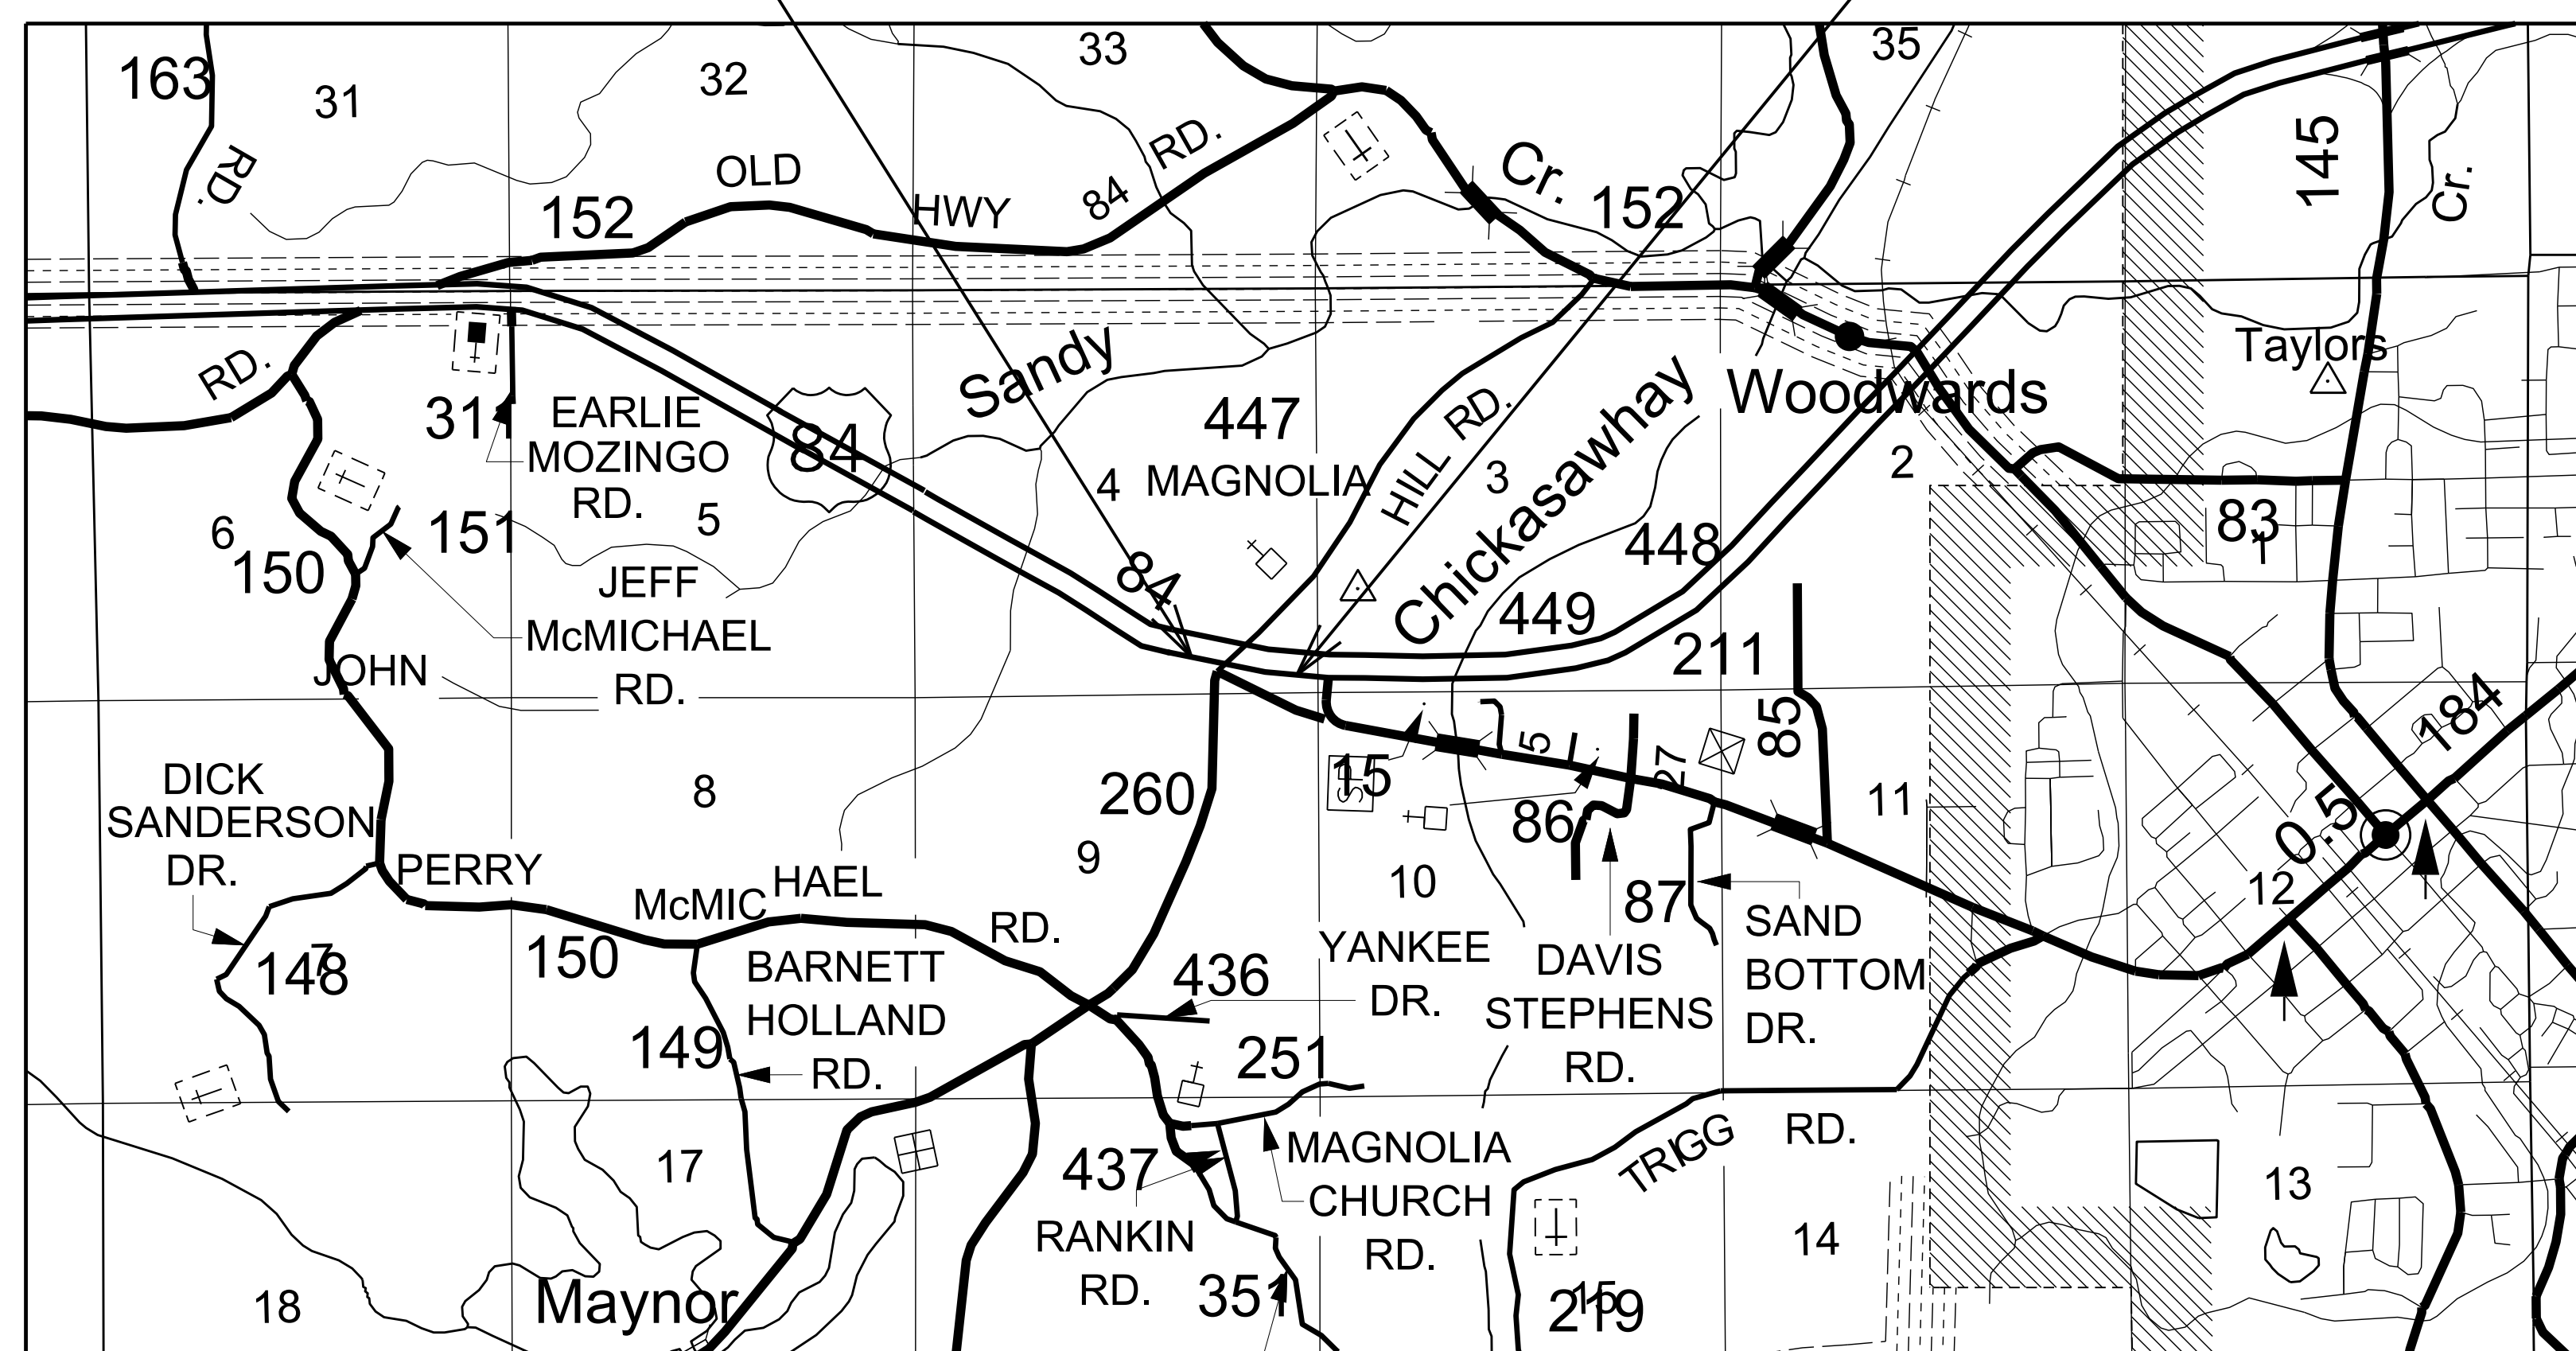 163
31
32
33
35
RD.
152
OLD
HWY
84
RD.
Cr.
152
145
Cr.
RD.
311
EARLIE
MOZINGO
RD.
84
Sandy
447
MAGNOLIA
HILL RD.
Chickasawhay
Woodwards
Taylors
6
150
151
5
4
3
2
83
1
JEFF
McMICHAEL
RD.
JOHN
84
448
449
211
DICK
SANDERSON
DR.
8
260
9
15
5
86
27
85
11
184
0.5
12
PERRY
McMICHAEL
RD.
7
148
150
149
BARNETT
HOLLAND
RD.
436
YANKEE
DR.
10
87
DAVIS
STEPHENS
RD.
SAND
BOTTOM
DR.
251
17
18
Maynor
437
RANKIN
RD.
351
MAGNOLIA
CHURCH
RD.
TRIGG
RD.
14
15
219
13